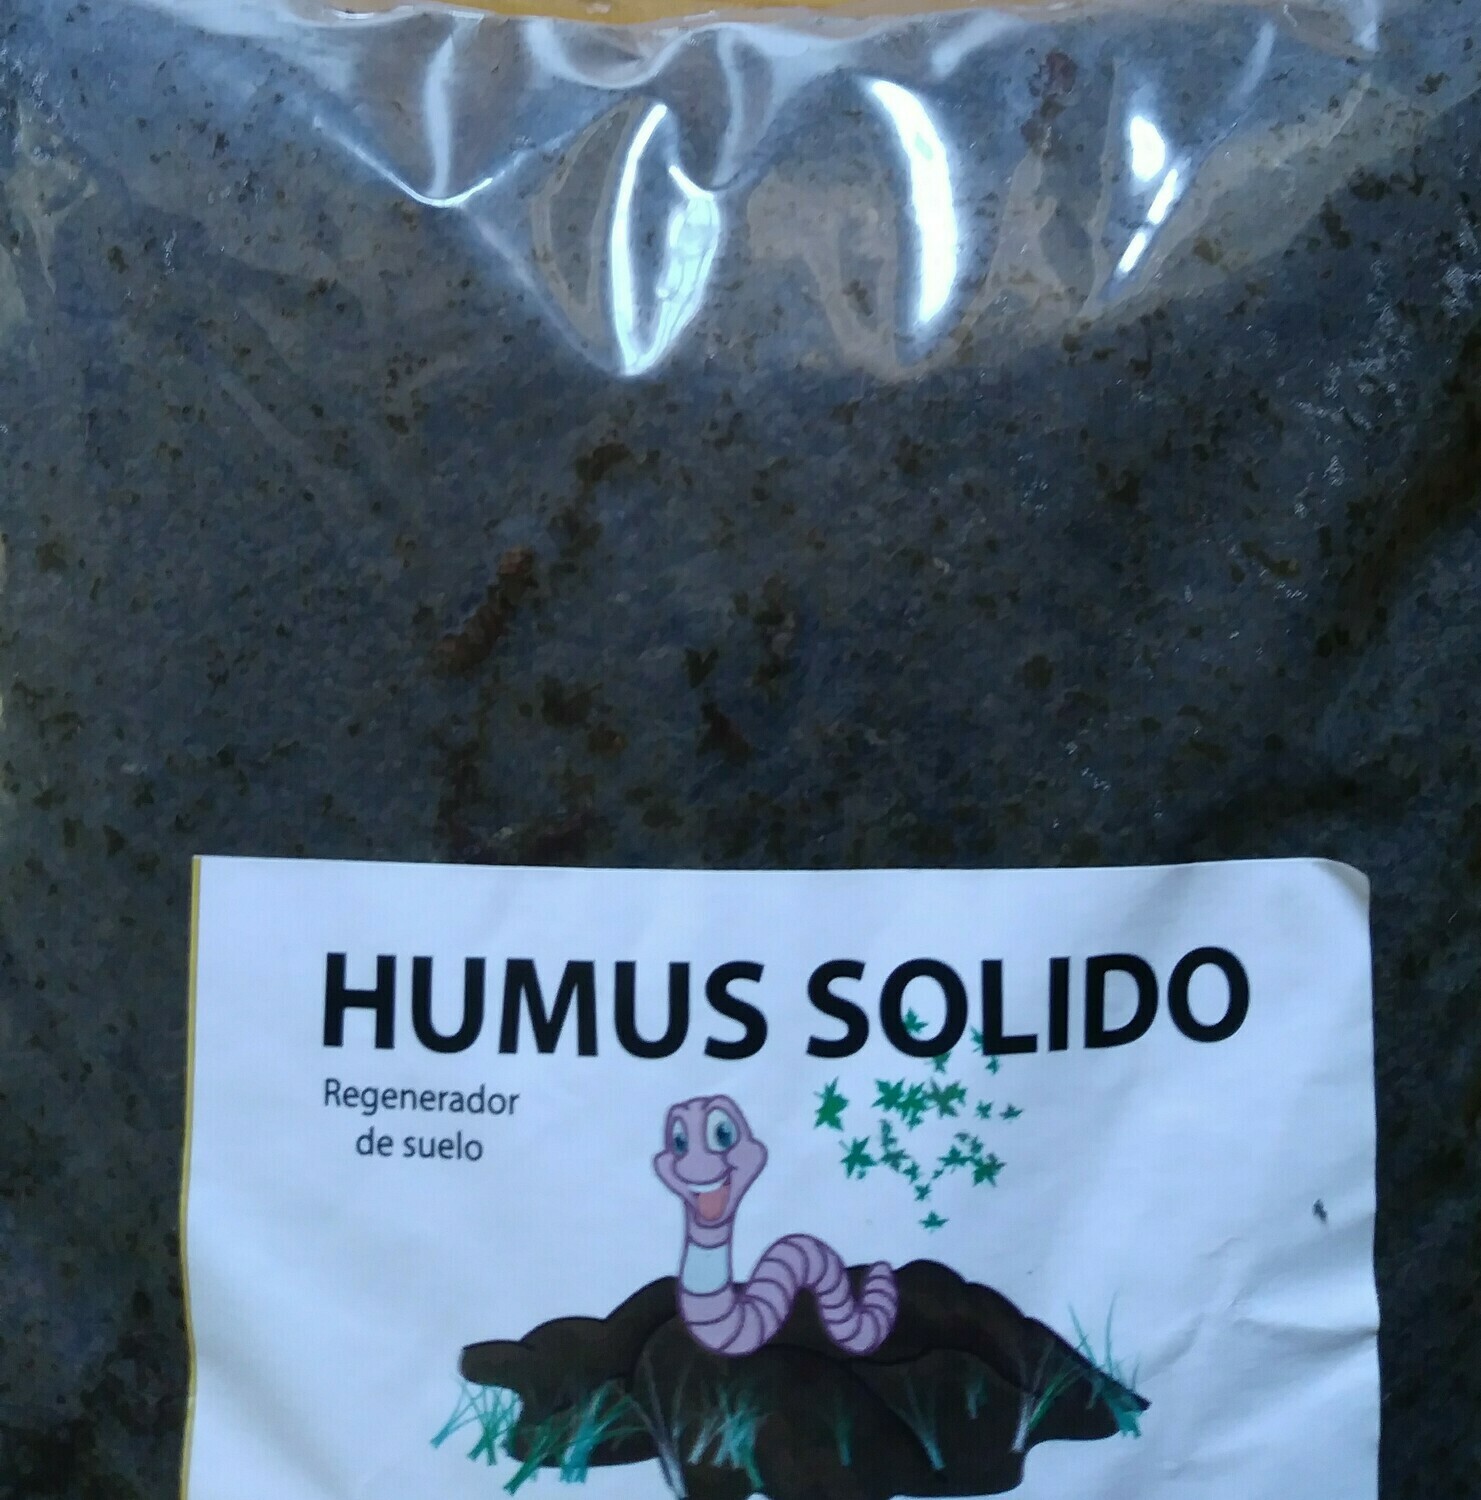 HUMUS SOLIDO
Regenerador
de suelo